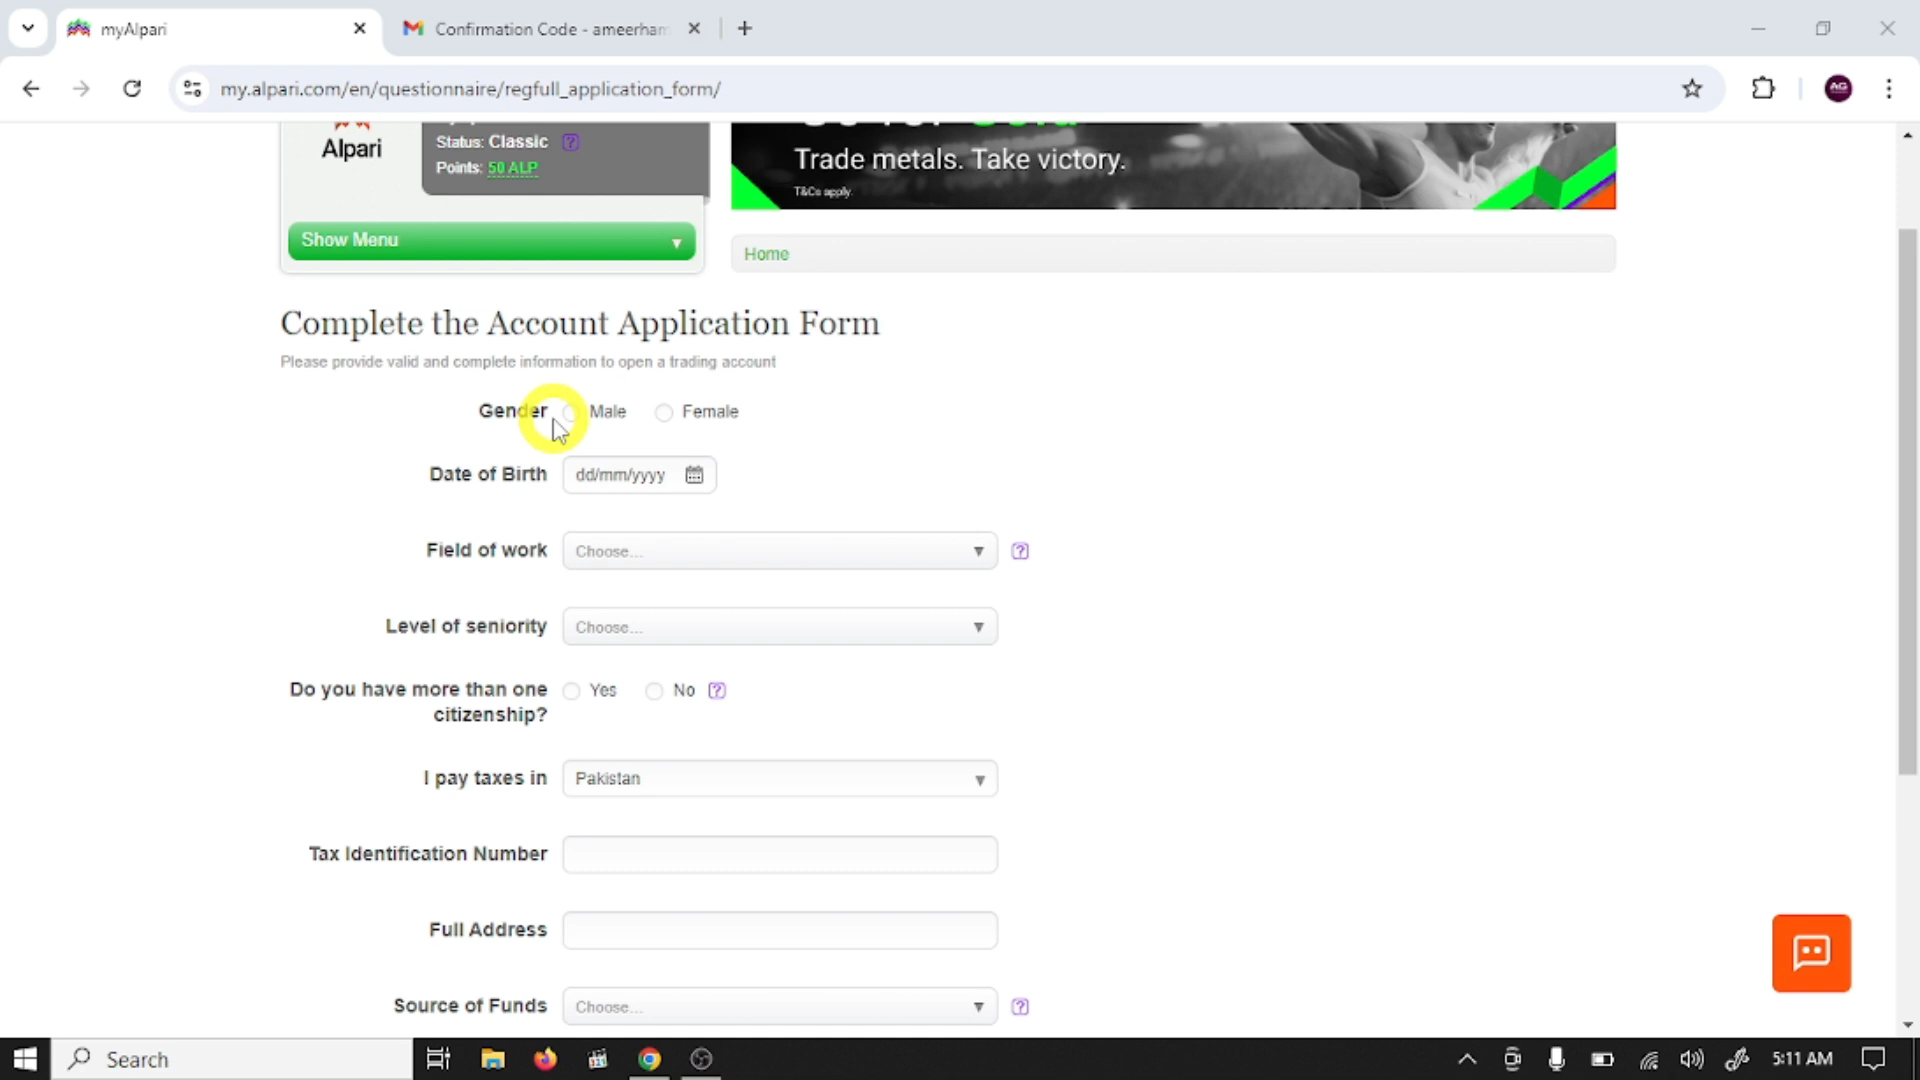 myAlpari
Confirmation Code - ameerham
my.alpari.com/en/questionnaire/regfull_application_form/
AG
Alpari
Status: Classic ?
Points: 50 ALP
Trade metals. Take victory.
T&Cs apply.
Show Menu
Home
Complete the Account Application Form
Please provide valid and complete information to open a trading account
Gender Male Female
Date of Birth dd/mm/yyyy
Field of work Choose... ?
Level of seniority Choose...
Do you have more than one citizenship? Yes No ?
I pay taxes in Pakistan
Tax Identification Number
Full Address
Source of Funds Choose... ?
Search
5:11 AM